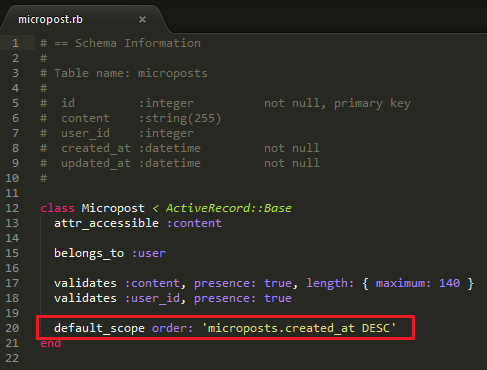 micropost.rb ×
1 # == Schema Information
2 #
3 # Table name: microposts
4 #
5 #  id         :integer          not null, primary key
6 #  content    :string(255)
7 #  user_id    :integer
8 #  created_at :datetime         not null
9 #  updated_at :datetime         not null
10 #
11
12 class Micropost < ActiveRecord::Base
13   attr_accessible :content
14
15   belongs_to :user
16
17   validates :content, presence: true, length: { maximum: 140 }
18   validates :user_id, presence: true
19
20   default_scope order: 'microposts.created_at DESC'
21 end
22